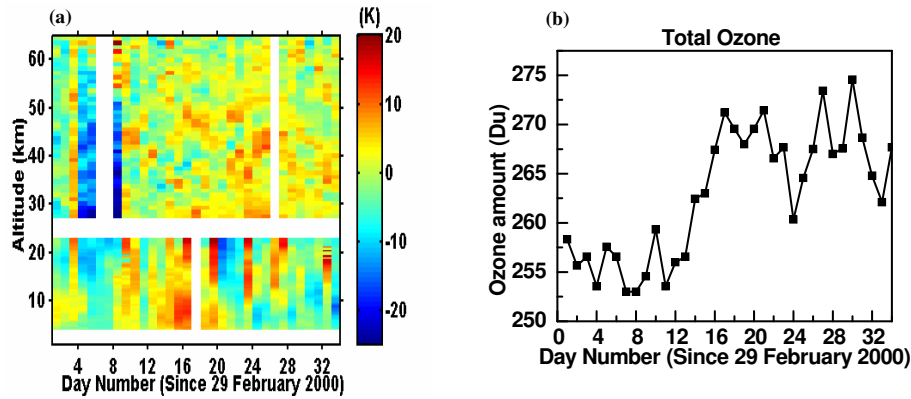 (a)
(K)
Altitude (km)
60
50
40
30
20
10
4 8 12 16 20 24 28 32
Day Number (Since 29 February 2000)
20
10
0
-10
-20
(b)
Total Ozone
Ozone amount (Du)
275
270
265
260
255
250
0 4 8 12 16 20 24 28 32
Day Number (Since 29 February 2000)